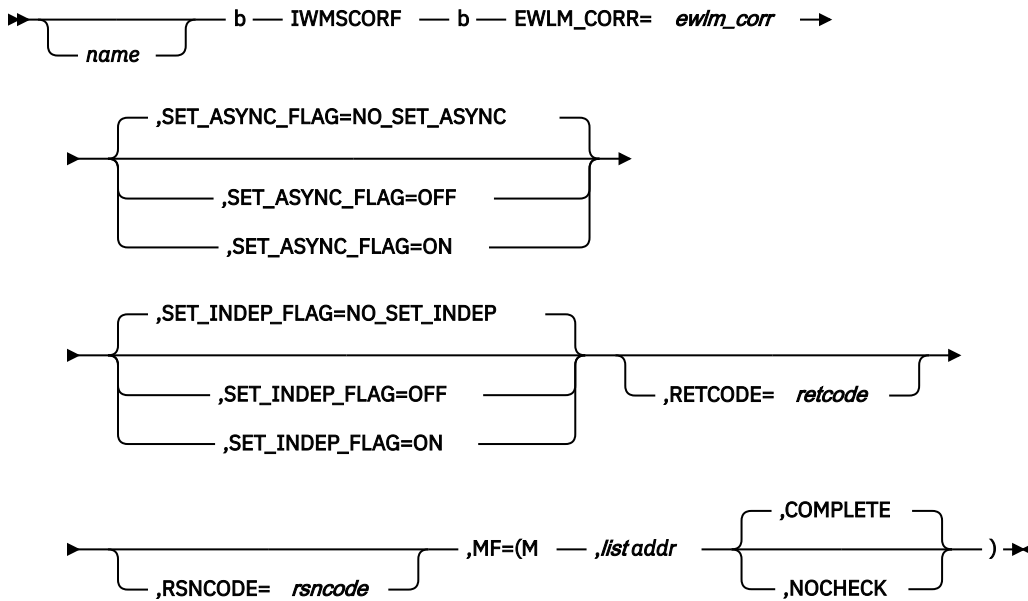 b IWMSCORF b EWLM_CORR= ewlm_corr
name
,SET_ASYNC_FLAG=NO_SET_ASYNC
,SET_ASYNC_FLAG=OFF
,SET_ASYNC_FLAG=ON
,SET_INDEP_FLAG=NO_SET_INDEP
,SET_INDEP_FLAG=OFF
,RETCODE= retcode
,SET_INDEP_FLAG=ON
,COMPLETE
,MF=(M ,list addr )
,RSNCODE= rsncode ,NOCHECK